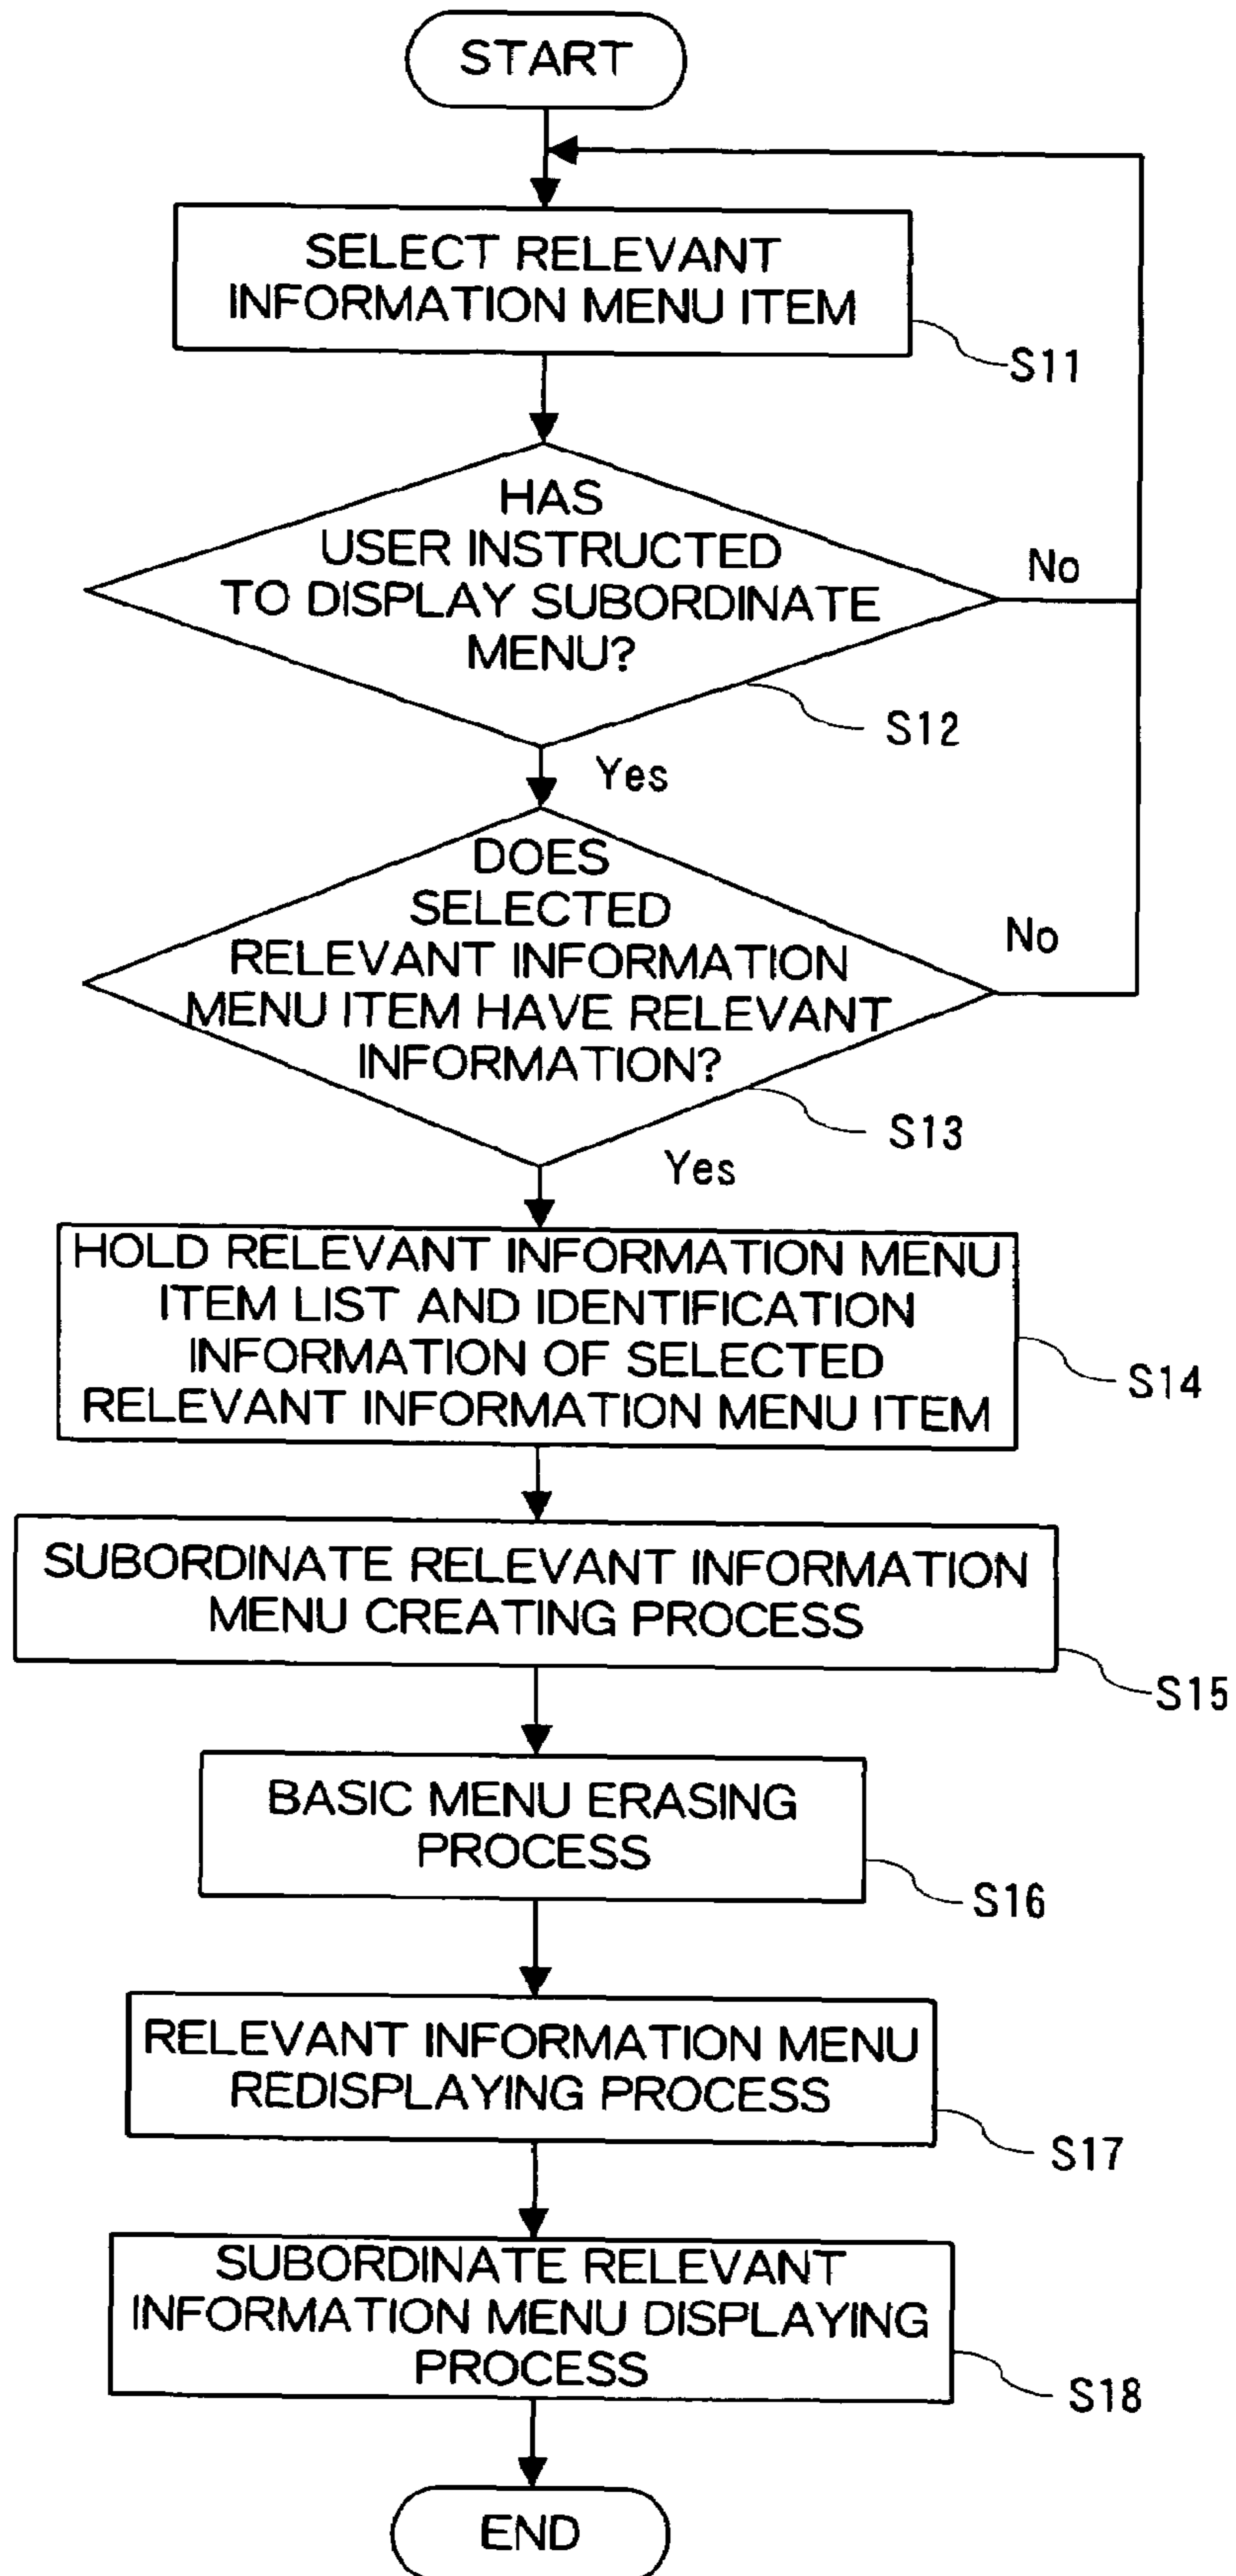 START
SELECT RELEVANT
INFORMATION MENU ITEM
S11
HAS
USER INSTRUCTED
TO DISPLAY SUBORDINATE
MENU?
No
S12
Yes
DOES
SELECTED
RELEVANT INFORMATION
MENU ITEM HAVE RELEVANT
INFORMATION?
No
S13
Yes
HOLD RELEVANT INFORMATION MENU
ITEM LIST AND IDENTIFICATION
INFORMATION OF SELECTED
RELEVANT INFORMATION MENU ITEM
S14
SUBORDINATE RELEVANT INFORMATION
MENU CREATING PROCESS
S15
BASIC MENU ERASING
PROCESS
S16
RELEVANT INFORMATION MENU
REDISPLAYING PROCESS
S17
SUBORDINATE RELEVANT
INFORMATION MENU DISPLAYING
PROCESS
S18
END